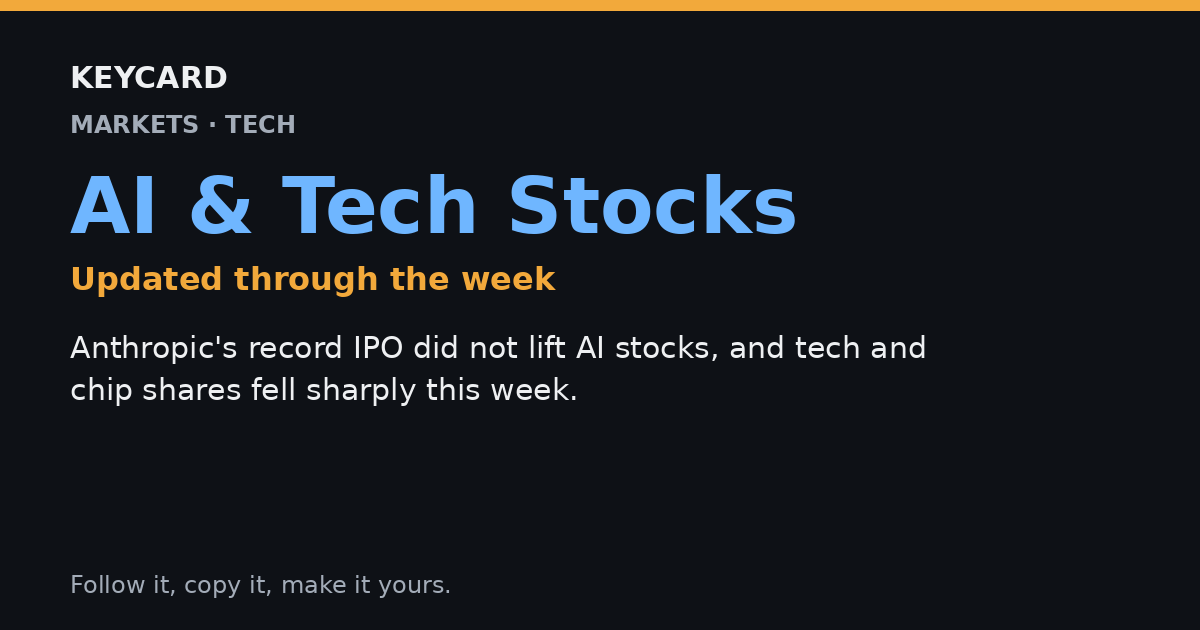 KEYCARD
MARKETS · TECH
AI & Tech Stocks
Updated through the week
Anthropic's record IPO did not lift AI stocks, and tech and
chip shares fell sharply this week.
Follow it, copy it, make it yours.